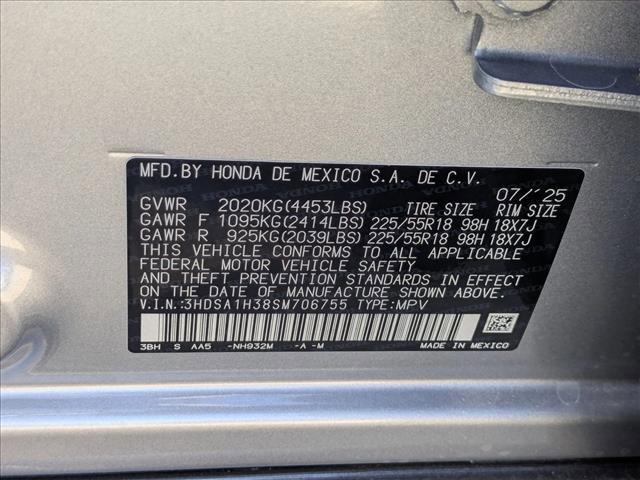 MFD.BY HONDA DE MEXICO S.A. DE C.V.
07/'25
GVWR 2020KG(4453LBS) TIRE SIZE RIM SIZE
GAWR F 1095KG(2414LBS) 225/55R18 98H 18X7J
GAWR R 925KG(2039LBS) 225/55R18 98H 18X7J
THIS VEHICLE CONFORMS TO ALL APPLICABLE
FEDERAL MOTOR VEHICLE SAFETY
AND THEFT PREVENTION STANDARDS IN EFFECT
ON THE DATE OF MANUFACTURE SHOWN ABOVE.
V.I.N.:3HDSA1H38SM706755 TYPE:MPV
3BH S AA5 -NH932M -A -M MADE IN MEXICO